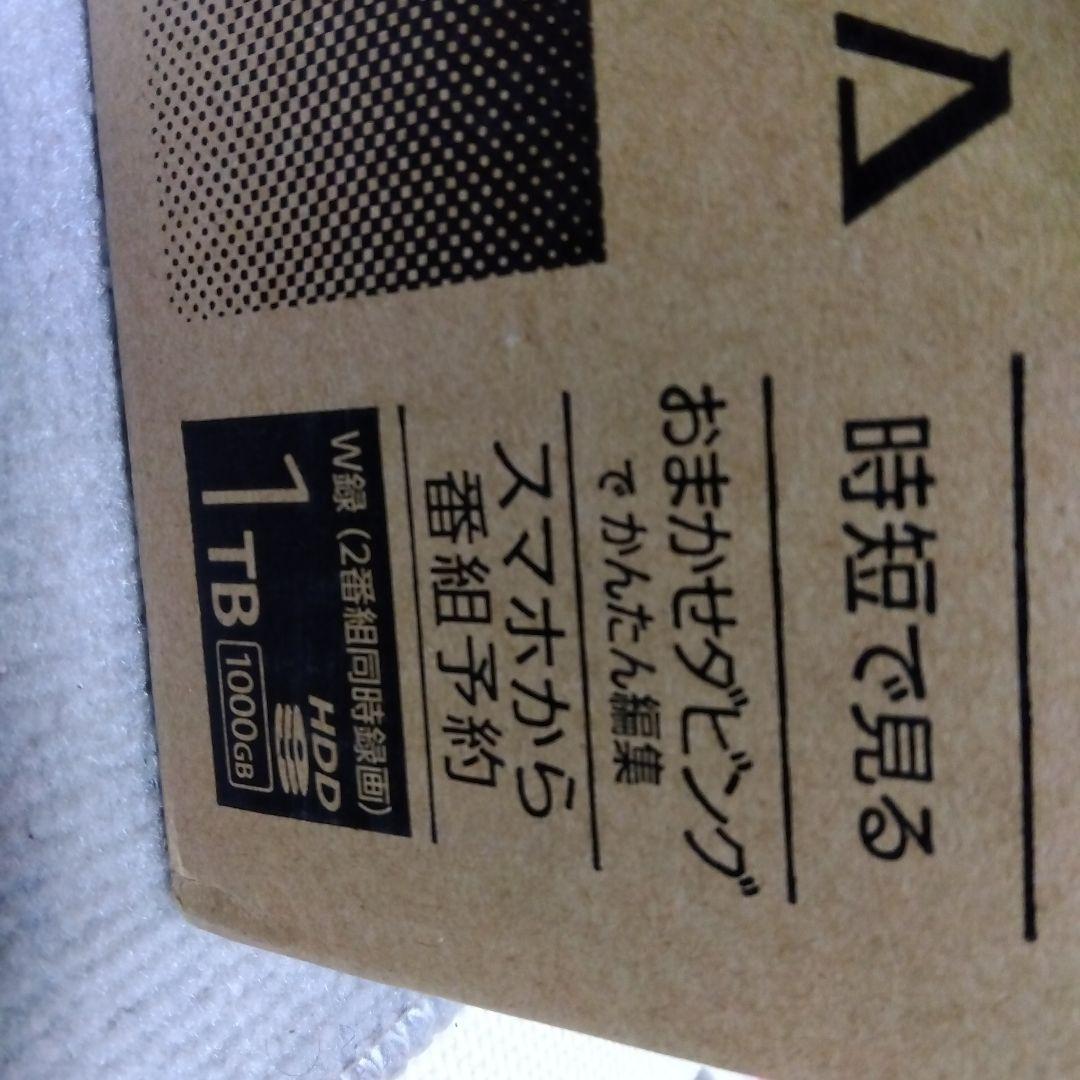 時短で見る
おまかせダビング
で かんたん編集
スマホから
番組予約
W録(2番組同時録画)
HDD
1TB 1000GB